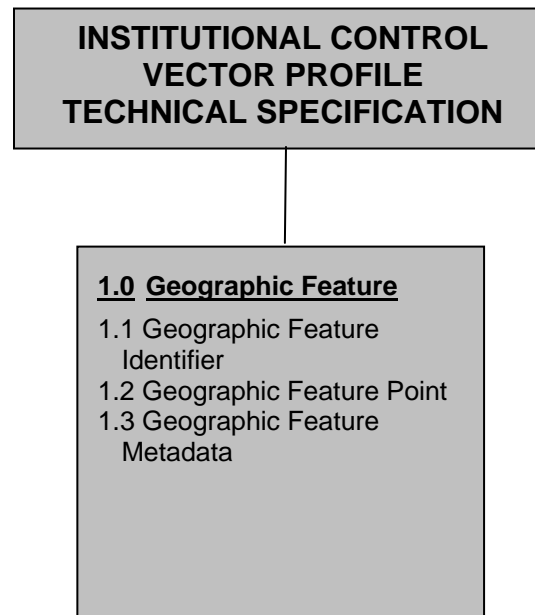 INSTITUTIONAL CONTROL
VECTOR PROFILE
TECHNICAL SPECIFICATION
1.0 Geographic Feature
1.1 Geographic Feature
Identifier
1.2 Geographic Feature Point
1.3 Geographic Feature
Metadata